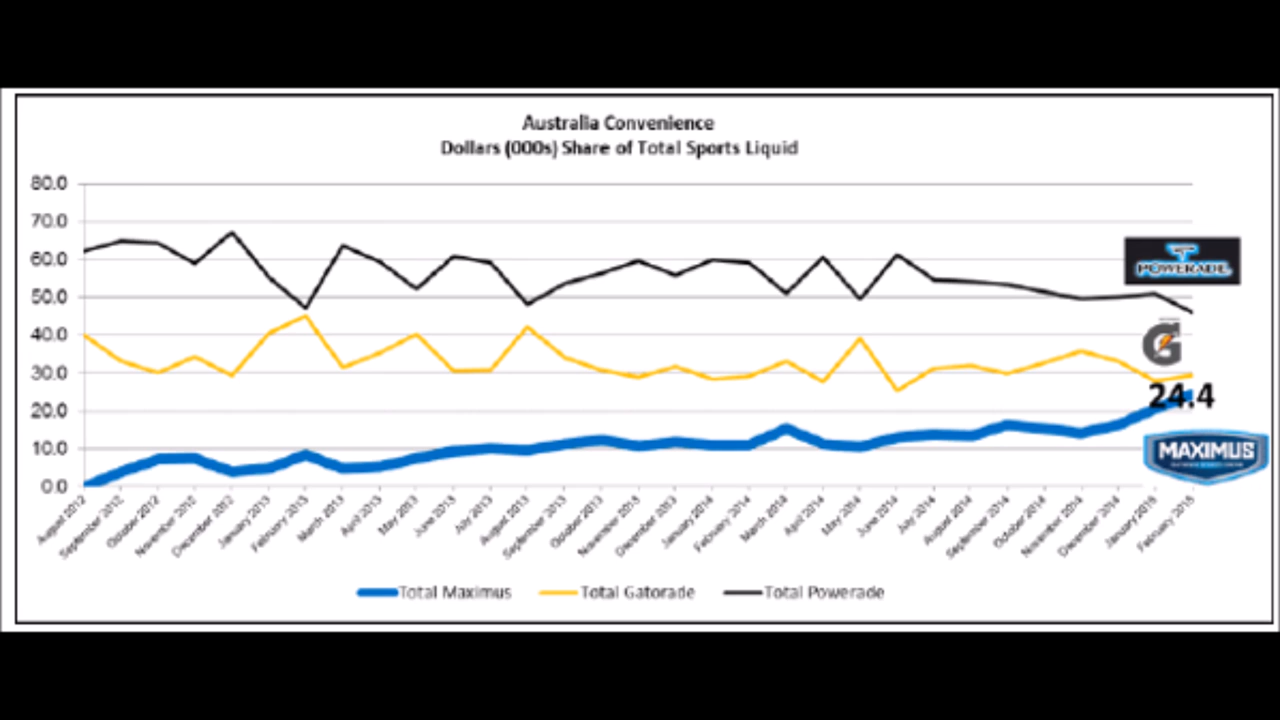 Australia Convenience
Dollars (000s) Share of Total Sports Liquid
80.0
70.0
60.0
50.0
40.0
30.0
20.0
10.0
0.0
POWERADE
G
24.4
MAXIMUS
August 2012
September 2012
October 2012
November 2012
December 2012
January 2013
February 2013
March 2013
April 2013
May 2013
June 2013
July 2013
August 2013
September 2013
October 2013
November 2013
December 2013
January 2014
February 2014
March 2014
April 2014
May 2014
June 2014
July 2014
August 2014
September 2014
October 2014
November 2014
December 2014
January 2015
February 2015
Total Maximus
Total Gatorade
Total Powerade